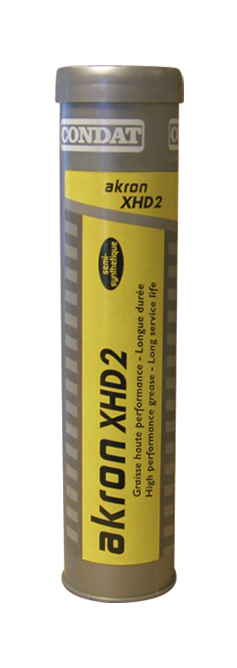 CONDAT
akron
XHD2
semi-
synthétique
akron XHD2
Graisse haute performance - Longue durée
High performance grease - Long service life